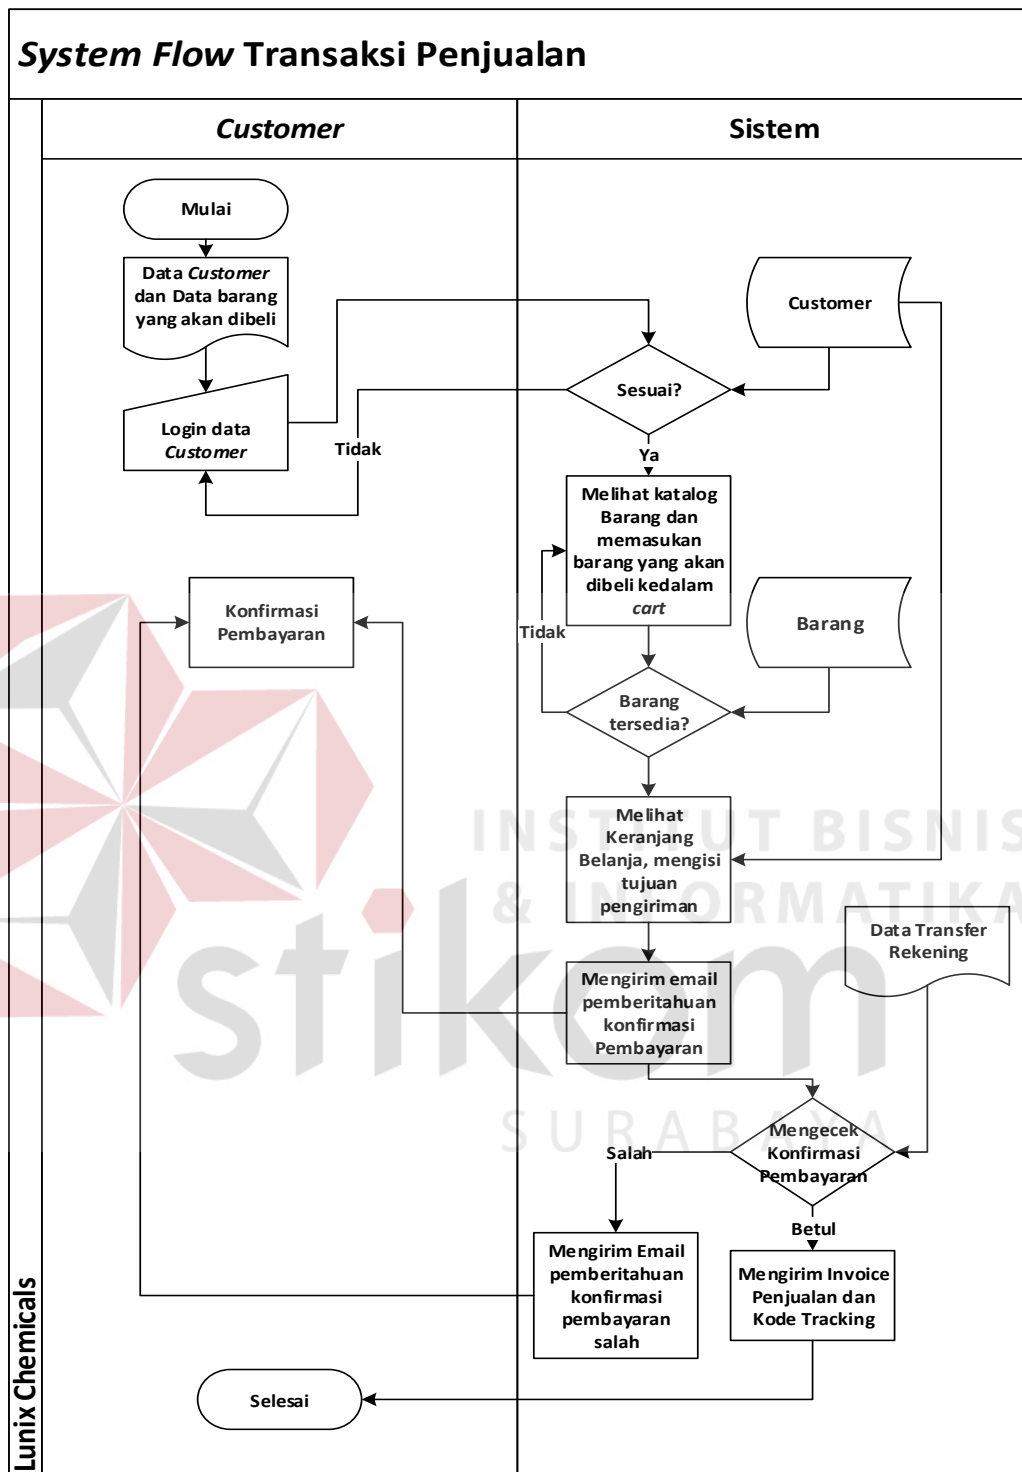 System Flow Transaksi Penjualan
Customer
Sistem
Lunix Chemicals
Mulai
Data Customer
dan Data barang
yang akan dibeli
Login data
Customer
Customer
Sesuai?
Tidak
Ya
Melihat katalog
Barang dan
memasukan
barang yang akan
dibeli kedalam
cart
Konfirmasi
Pembayaran
Tidak
Barang
Barang
tersedia?
Melihat
Keranjang
Belanja, mengisi
tujuan
pengiriman
Data Transfer
Rekening
Mengirim email
pemberitahuan
konfirmasi
Pembayaran
Mengecek
Konfirmasi
Pembayaran
Salah
Betul
Mengirim Email
pemberitahuan
konfirmasi
pembayaran
salah
Mengirim Invoice
Penjualan dan
Kode Tracking
Selesai
INSTITUT BISNIS
& INFORMATIKA
stikom
SURABAYA